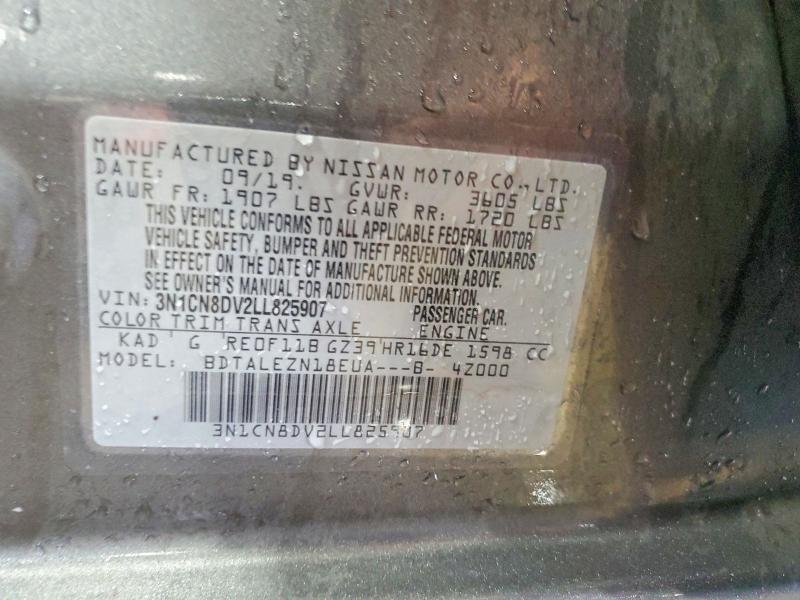 MANUFACTURED BY NISSAN MOTOR CO., LTD.
DATE: 09/19. GVWR: 3605 LBS
GAWR FR: 1907 LBS GAWR RR: 1720 LBS
THIS VEHICLE CONFORMS TO ALL APPLICABLE FEDERAL MOTOR
VEHICLE SAFETY, BUMPER AND THEFT PREVENTION STANDARDS
IN EFFECT ON THE DATE OF MANUFACTURE SHOWN ABOVE.
SEE OWNER'S MANUAL FOR ADDITIONAL INFORMATION.
VIN: 3N1CN8DV2LL825907 PASSENGER CAR.
COLOR TRIM TRANS AXLE ENGINE
KAD G RE0F11B GZ39 HR16DE 1598 CC
MODEL: BDTALEZN18EUA---B- 4Z000
3N1CN8DV2LL825907